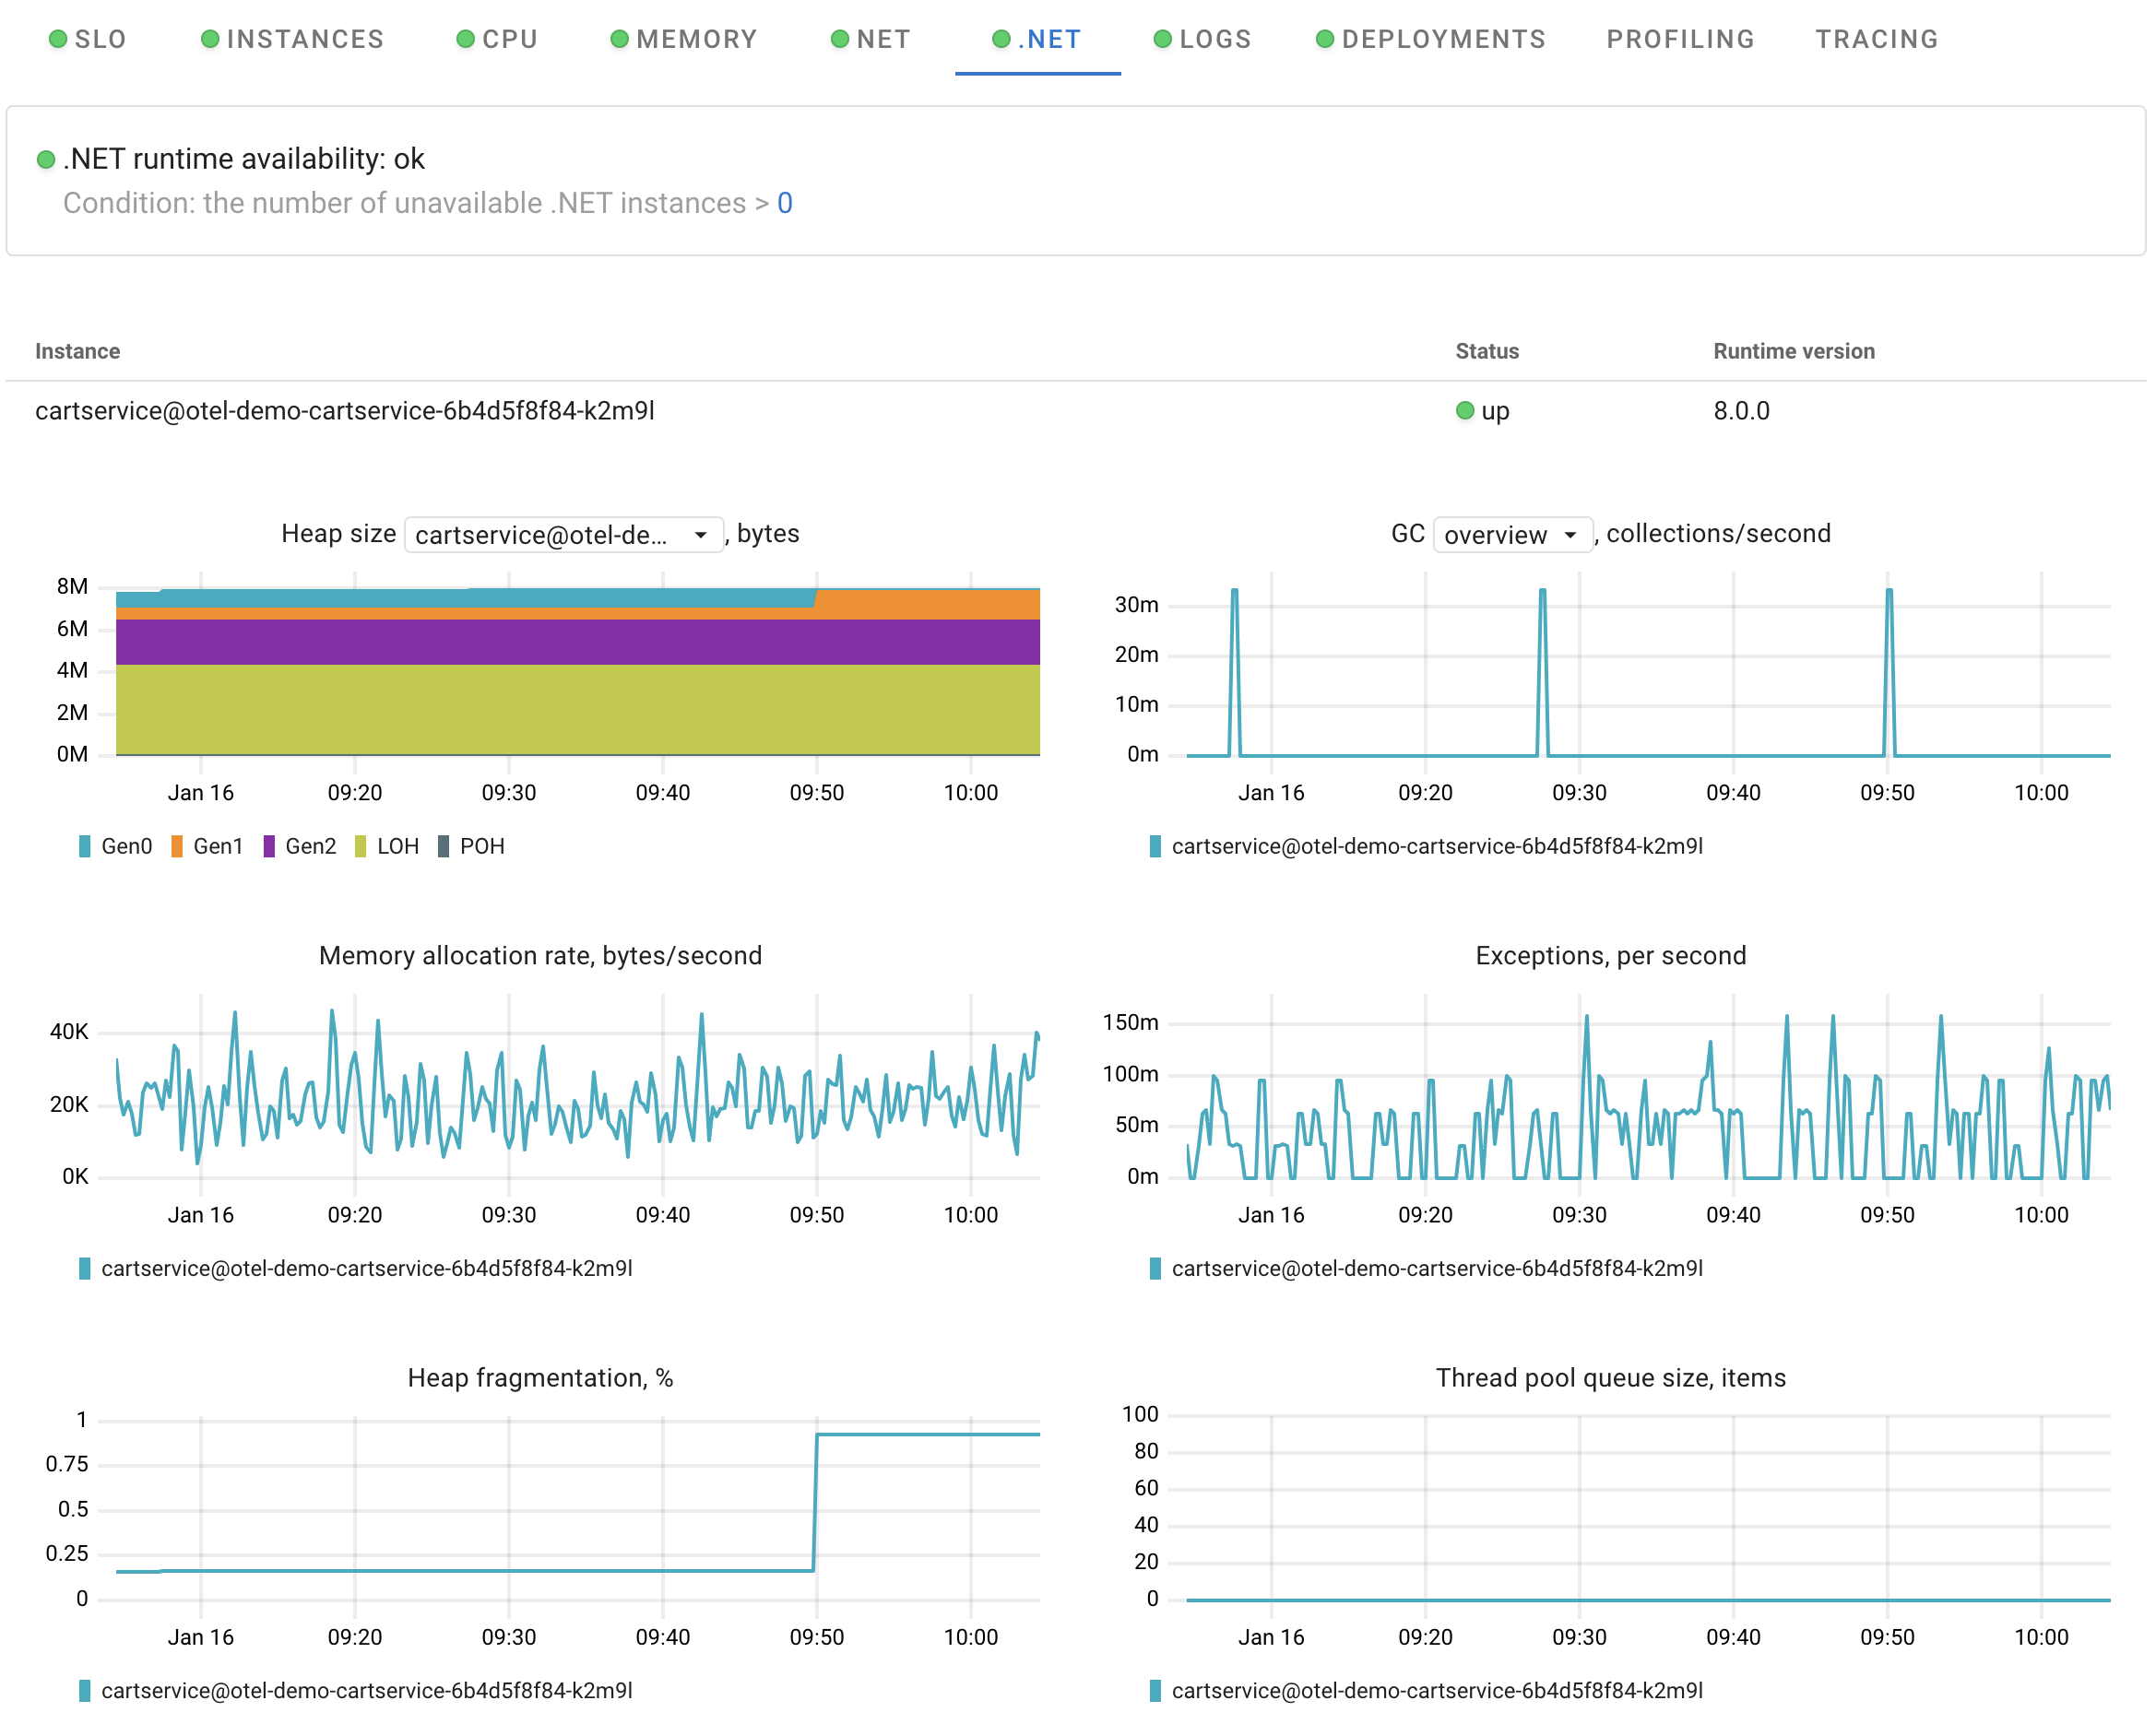 SLO INSTANCES CPU MEMORY NET .NET LOGS DEPLOYMENTS PROFILING TRACING
.NET runtime availability: ok
Condition: the number of unavailable .NET instances > 0
Instance Status Runtime version
cartservice@otel-demo-cartservice-6b4d5f8f84-k2m9l up 8.0.0
Heap size cartservice@otel-de... , bytes
8M
6M
4M
2M
0M
Jan 16 09:20 09:30 09:40 09:50 10:00
Gen0 Gen1 Gen2 LOH POH
GC overview , collections/second
30m
20m
10m
0m
Jan 16 09:20 09:30 09:40 09:50 10:00
cartservice@otel-demo-cartservice-6b4d5f8f84-k2m9l
Memory allocation rate, bytes/second
40K
20K
0K
Jan 16 09:20 09:30 09:40 09:50 10:00
cartservice@otel-demo-cartservice-6b4d5f8f84-k2m9l
Exceptions, per second
150m
100m
50m
0m
Jan 16 09:20 09:30 09:40 09:50 10:00
cartservice@otel-demo-cartservice-6b4d5f8f84-k2m9l
Heap fragmentation, %
1
0.75
0.5
0.25
0
Jan 16 09:20 09:30 09:40 09:50 10:00
cartservice@otel-demo-cartservice-6b4d5f8f84-k2m9l
Thread pool queue size, items
100
80
60
40
20
0
Jan 16 09:20 09:30 09:40 09:50 10:00
cartservice@otel-demo-cartservice-6b4d5f8f84-k2m9l